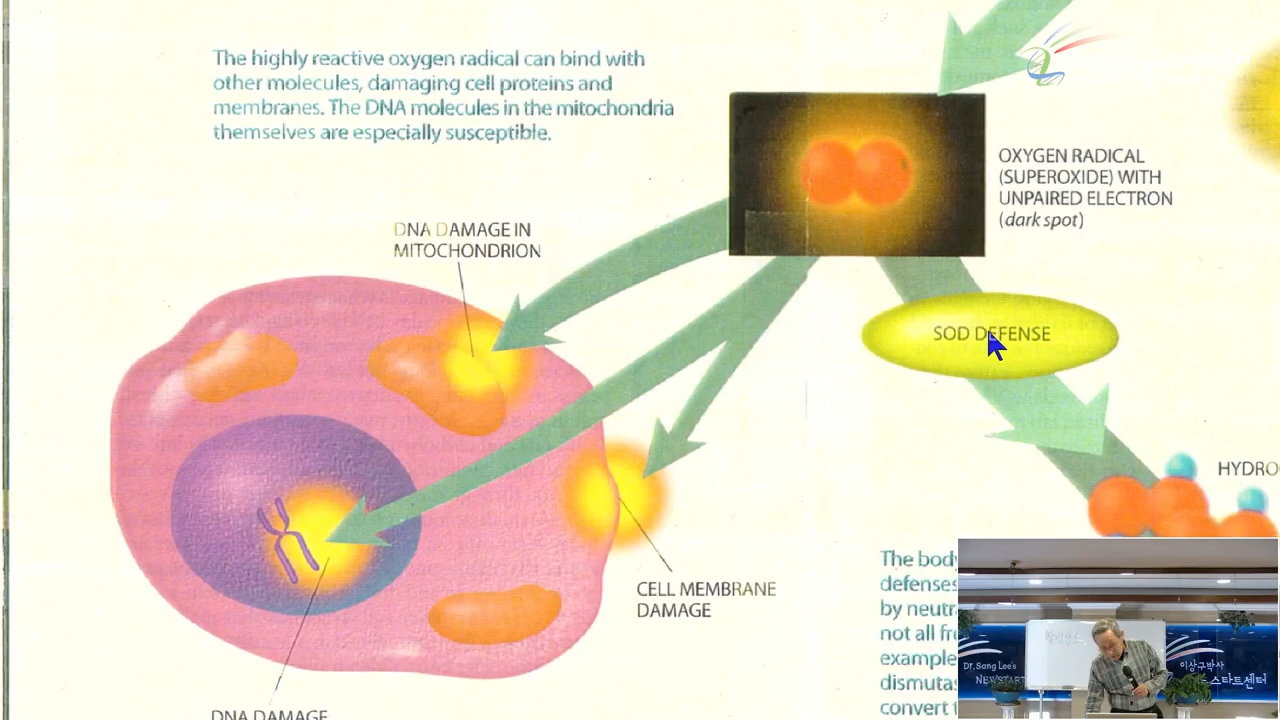 The highly reactive oxygen radical can bind with
other molecules, damaging cell proteins and
membranes. The DNA molecules in the mitochondria
themselves are especially susceptible.
OXYGEN RADICAL
(SUPEROXIDE) WITH
UNPAIRED ELECTRON
(dark spot)
DNA DAMAGE IN
MITOCHONDRION
SOD DEFENSE
HYDRO
CELL MEMBRANE
DAMAGE
The body
defenses
by neutr
not all fre
example
dismutas
convert t
DNA DAMAGE
Dr. Sang Lee's
NEWSTART
이상구박사
스타트센터